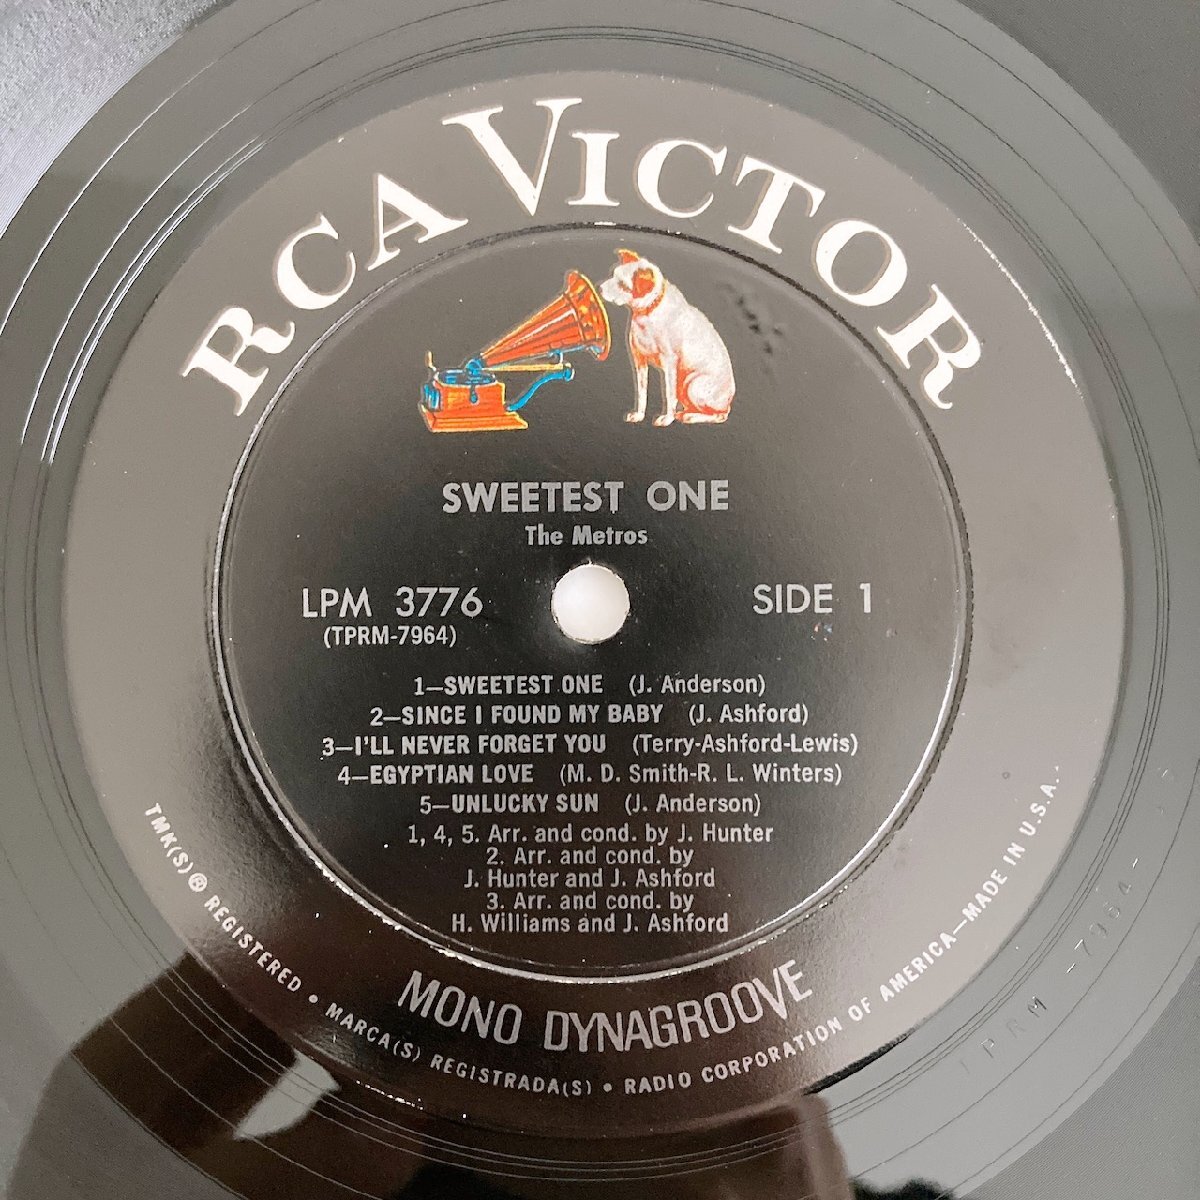 RCA VICTOR
SWEETEST ONE
The Metros
LPM 3776
(TPRM-7964)
SIDE 1
1—SWEETEST ONE (J. Anderson)
2—SINCE I FOUND MY BABY (J. Ashford)
3—I'LL NEVER FORGET YOU (Terry-Ashford-Lewis)
4—EGYPTIAN LOVE (M. D. Smith-R. L. Winters)
5—UNLUCKY SUN (J. Anderson)
1, 4, 5. Arr. and cond. by J. Hunter
2. Arr. and cond. by
J. Hunter and J. Ashford
3. Arr. and cond. by
H. Williams and J. Ashford
MONO DYNAGROOVE
TMK(S) ® REGISTERED • MARCA(S) REGISTRADA(S) • RADIO CORPORATION OF AMERICA—MADE IN U.S.A.
TPRM-7964